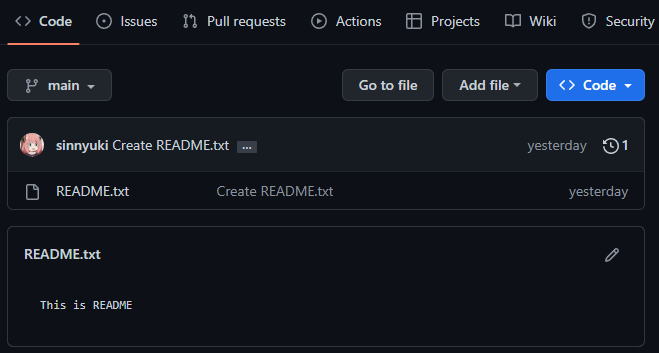 Code Issues Pull requests Actions Projects Wiki Security
main Go to file Add file Code
sinnyuki Create README.txt ... yesterday 1
README.txt Create README.txt yesterday
README.txt
This is README